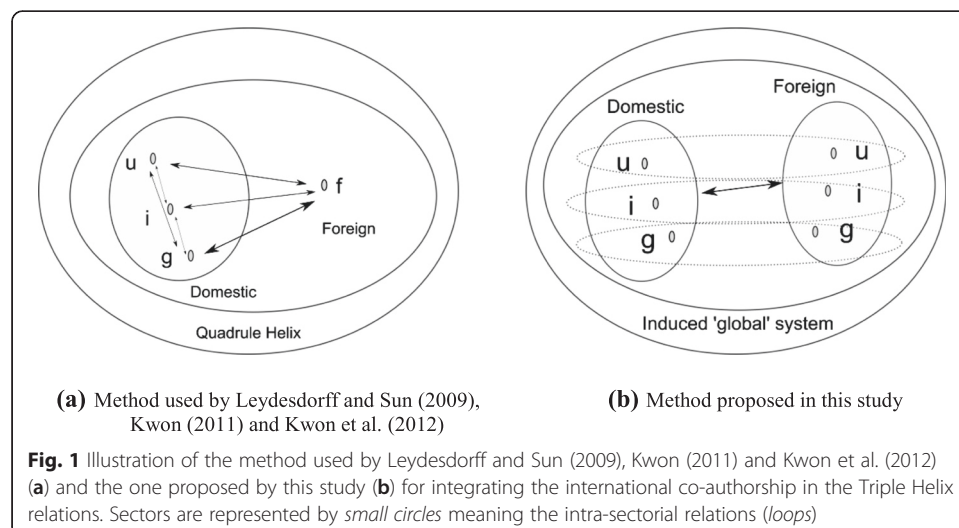 u
i
g
f
Foreign
Domestic
Quadrule Helix
Foreign
Domestic
u
i
g
u
i
g
Induced 'global' system
(a) Method used by Leydesdorff and Sun (2009),
Kwon (2011) and Kwon et al. (2012)
(b) Method proposed in this study
Fig. 1 Illustration of the method used by Leydesdorff and Sun (2009), Kwon (2011) and Kwon et al. (2012)
(a) and the one proposed by this study (b) for integrating the international co-authorship in the Triple Helix
relations. Sectors are represented by small circles meaning the intra-sectorial relations (loops)